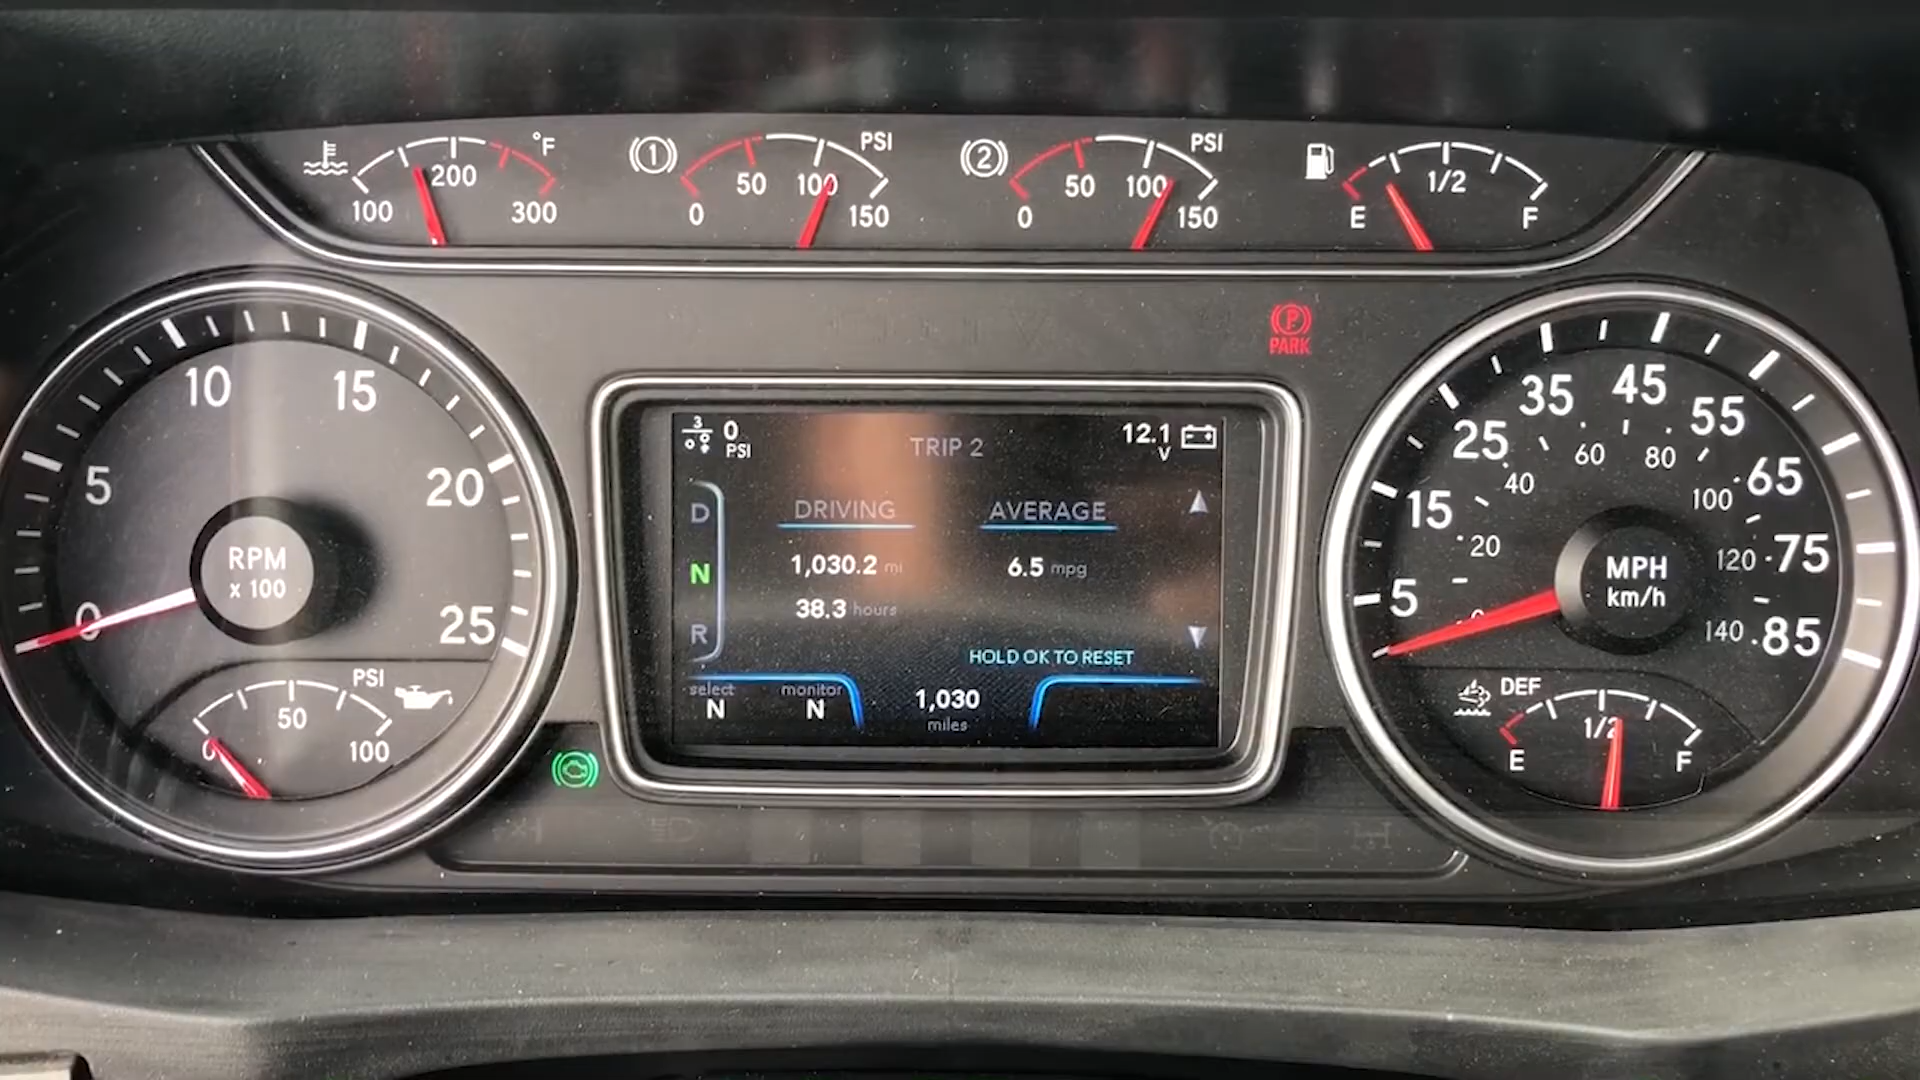 °F
100 200 300
1 PSI
0 50 100 150
2 PSI
0 50 100 150
E 1/2 F
P
PARK
0 5 10 15 20 25
RPM
x 100
PSI
0 50 100
3
0
PSI
TRIP 2
12.1
V
D
N
R
DRIVING
1,030.2 mi
38.3 hours
AVERAGE
6.5 mpg
HOLD OK TO RESET
select
N
monitor
N
1,030
miles
5 15 25 35 45 55 65 75 85
20 40 60 80 100 120 140
MPH
km/h
DEF
E 1/2 F